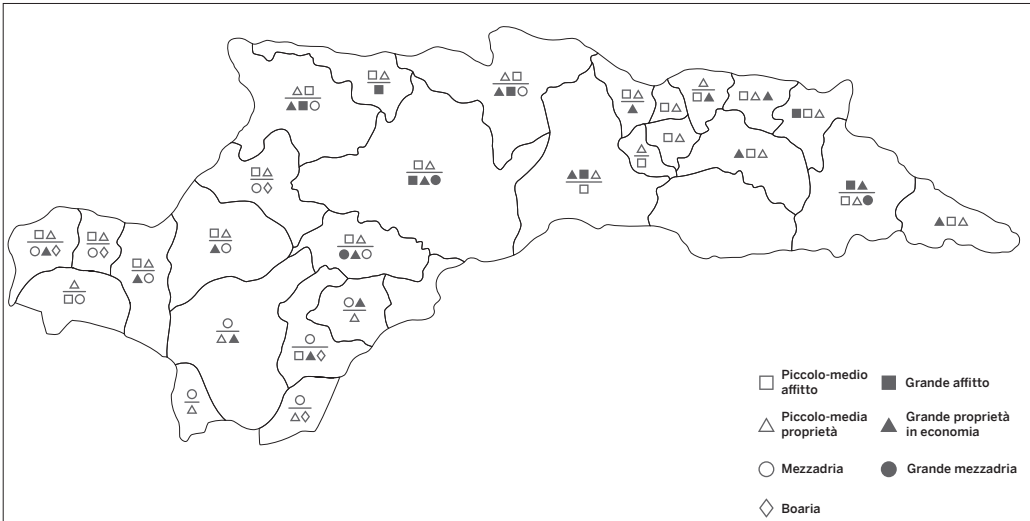 Piccolo-medio
affitto
Grande affitto
Piccolo-media
proprietà
Grande proprietà
in economia
Mezzadria
Grande mezzadria
Boaria